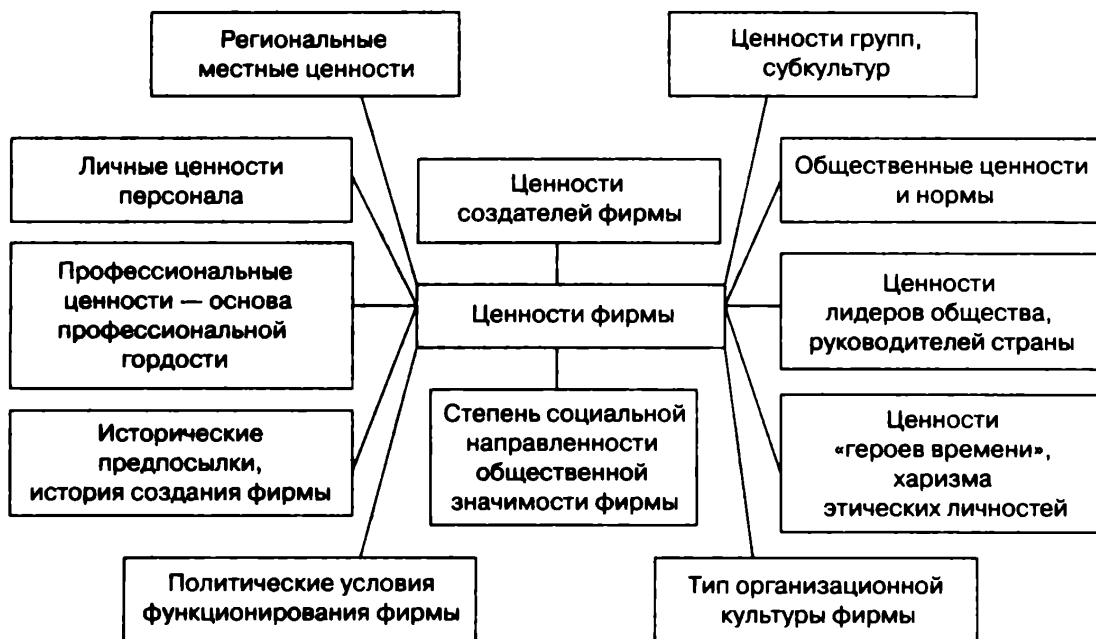 Региональные
местные ценности
Ценности групп,
субкультур
Личные ценности
персонала
Ценности
создателей фирмы
Общественные ценности
и нормы
Профессиональные
ценности — основа
профессиональной
гордости
Ценности фирмы
Ценности
лидеров общества,
руководителей страны
Исторические
предпосылки,
история создания фирмы
Степень социальной
направленности
общественной
значимости фирмы
Ценности
«героев времени»,
харизма
этических личностей
Политические условия
функционирования фирмы
Тип организационной
культуры фирмы